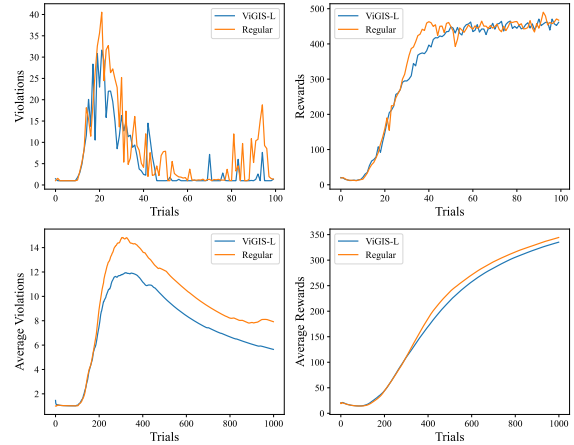 ViGIS-L
Regular
Violations
40
35
30
25
20
15
10
5
0
0 20 40 60 80 100
Trials
ViGIS-L
Regular
Rewards
500
400
300
200
100
0
0 20 40 60 80 100
Trials
ViGIS-L
Regular
Average Violations
14
12
10
8
6
4
2
0 200 400 600 800 1000
Trials
ViGIS-L
Regular
Average Rewards
350
300
250
200
150
100
50
0
0 200 400 600 800 1000
Trials